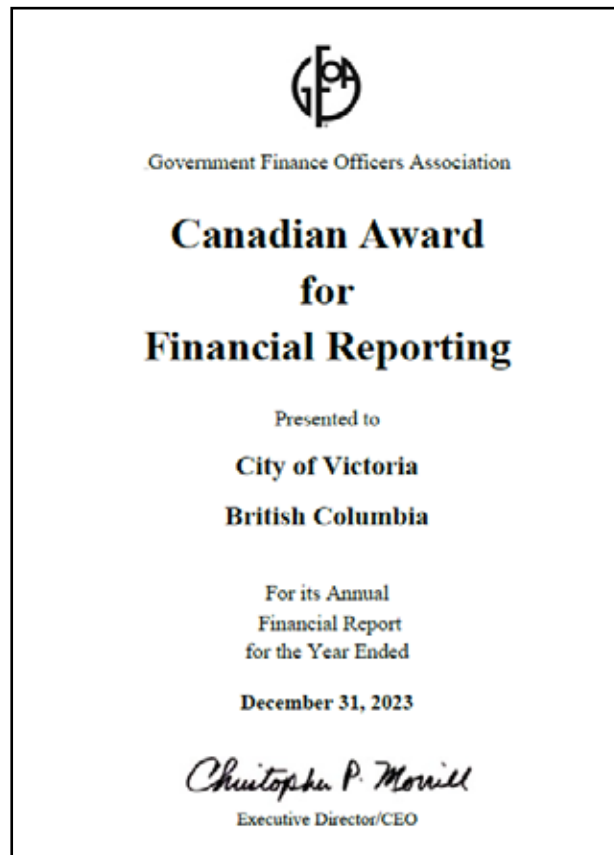 GFOA
Government Finance Officers Association
Canadian Award
for
Financial Reporting
Presented to
City of Victoria
British Columbia
For its Annual
Financial Report
for the Year Ended
December 31, 2023
Christopher P. Morrill
Executive Director/CEO